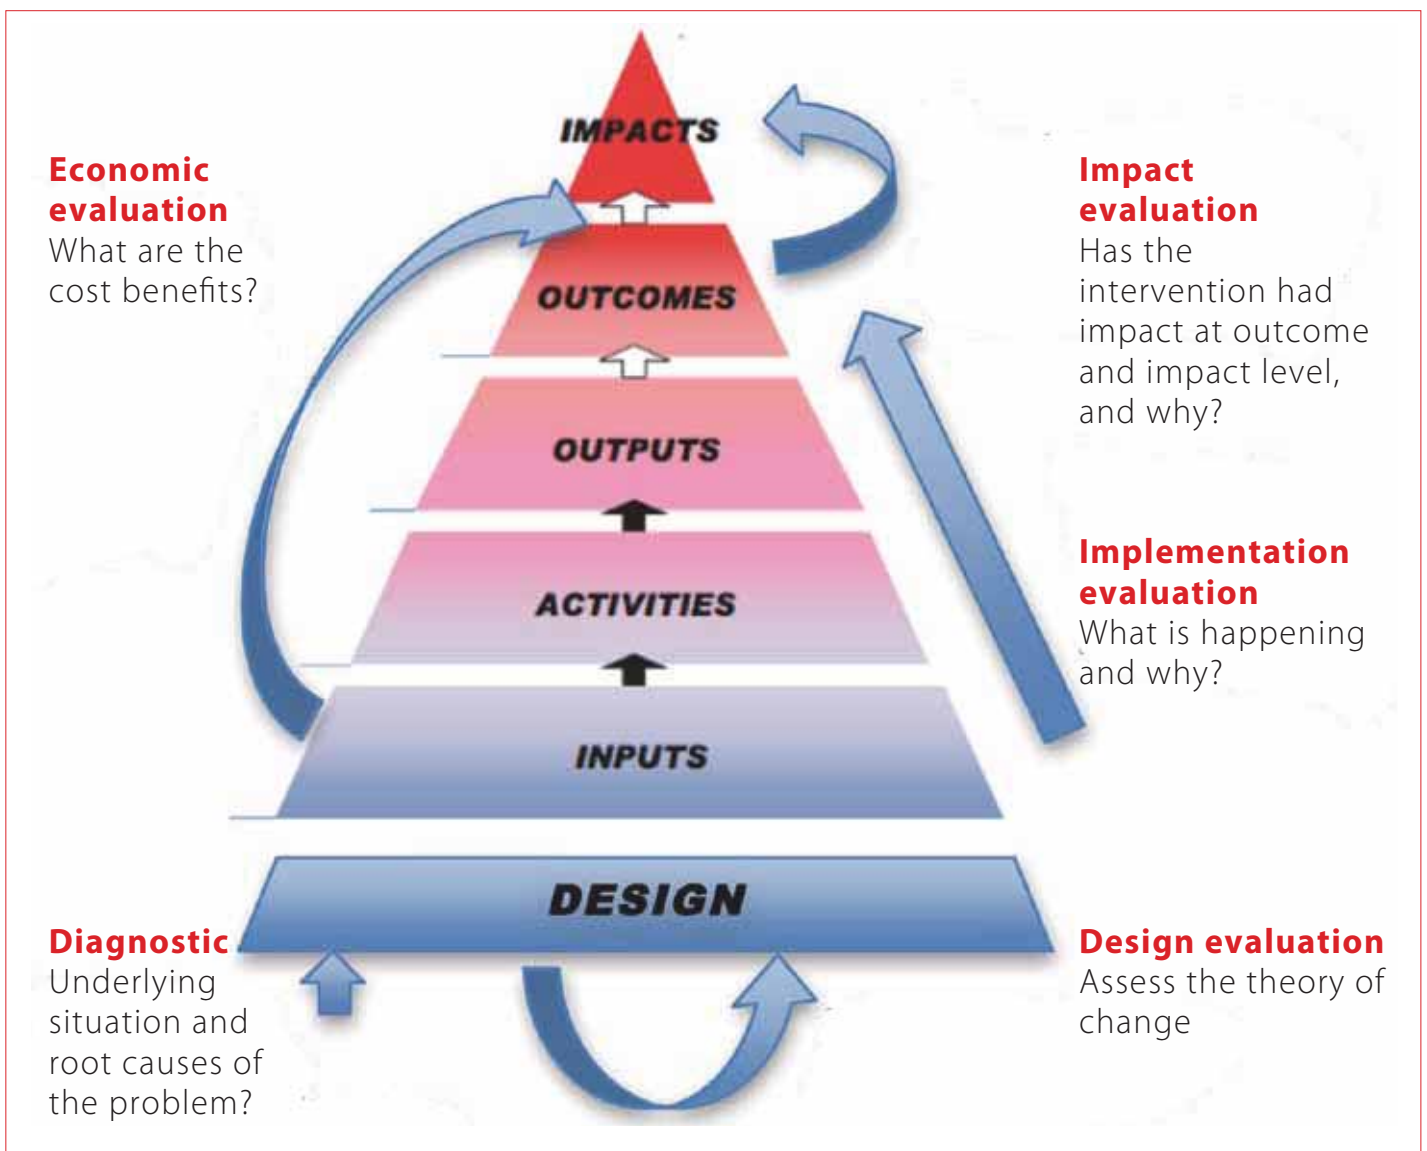 IMPACTS
Economic
evaluation
What are the
cost benefits?
Impact
evaluation
Has the
intervention had
impact at outcome
and impact level,
and why?
OUTCOMES
OUTPUTS
Implementation
evaluation
What is happening
and why?
ACTIVITIES
INPUTS
DESIGN
Diagnostic
Underlying
situation and
root causes of
the problem?
Design evaluation
Assess the theory of
change